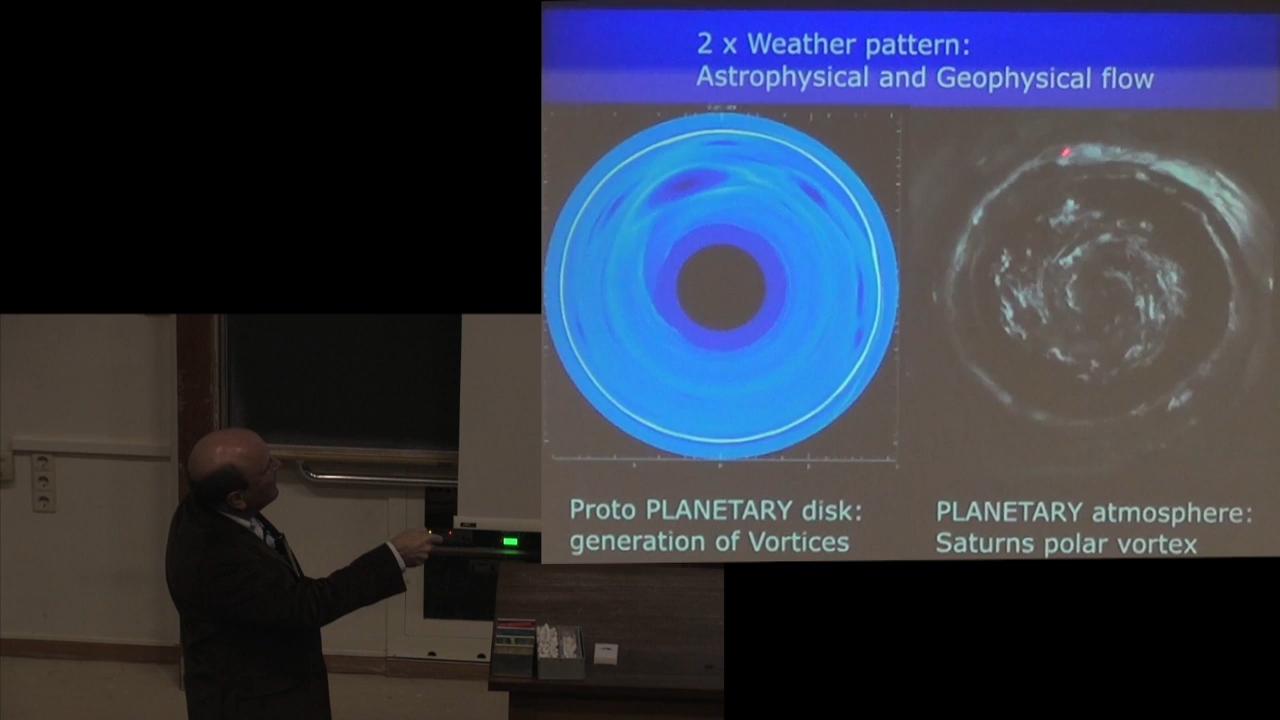 2 x Weather pattern:
Astrophysical and Geophysical flow
Proto PLANETARY disk:
generation of Vortices
PLANETARY atmosphere:
Saturns polar vortex